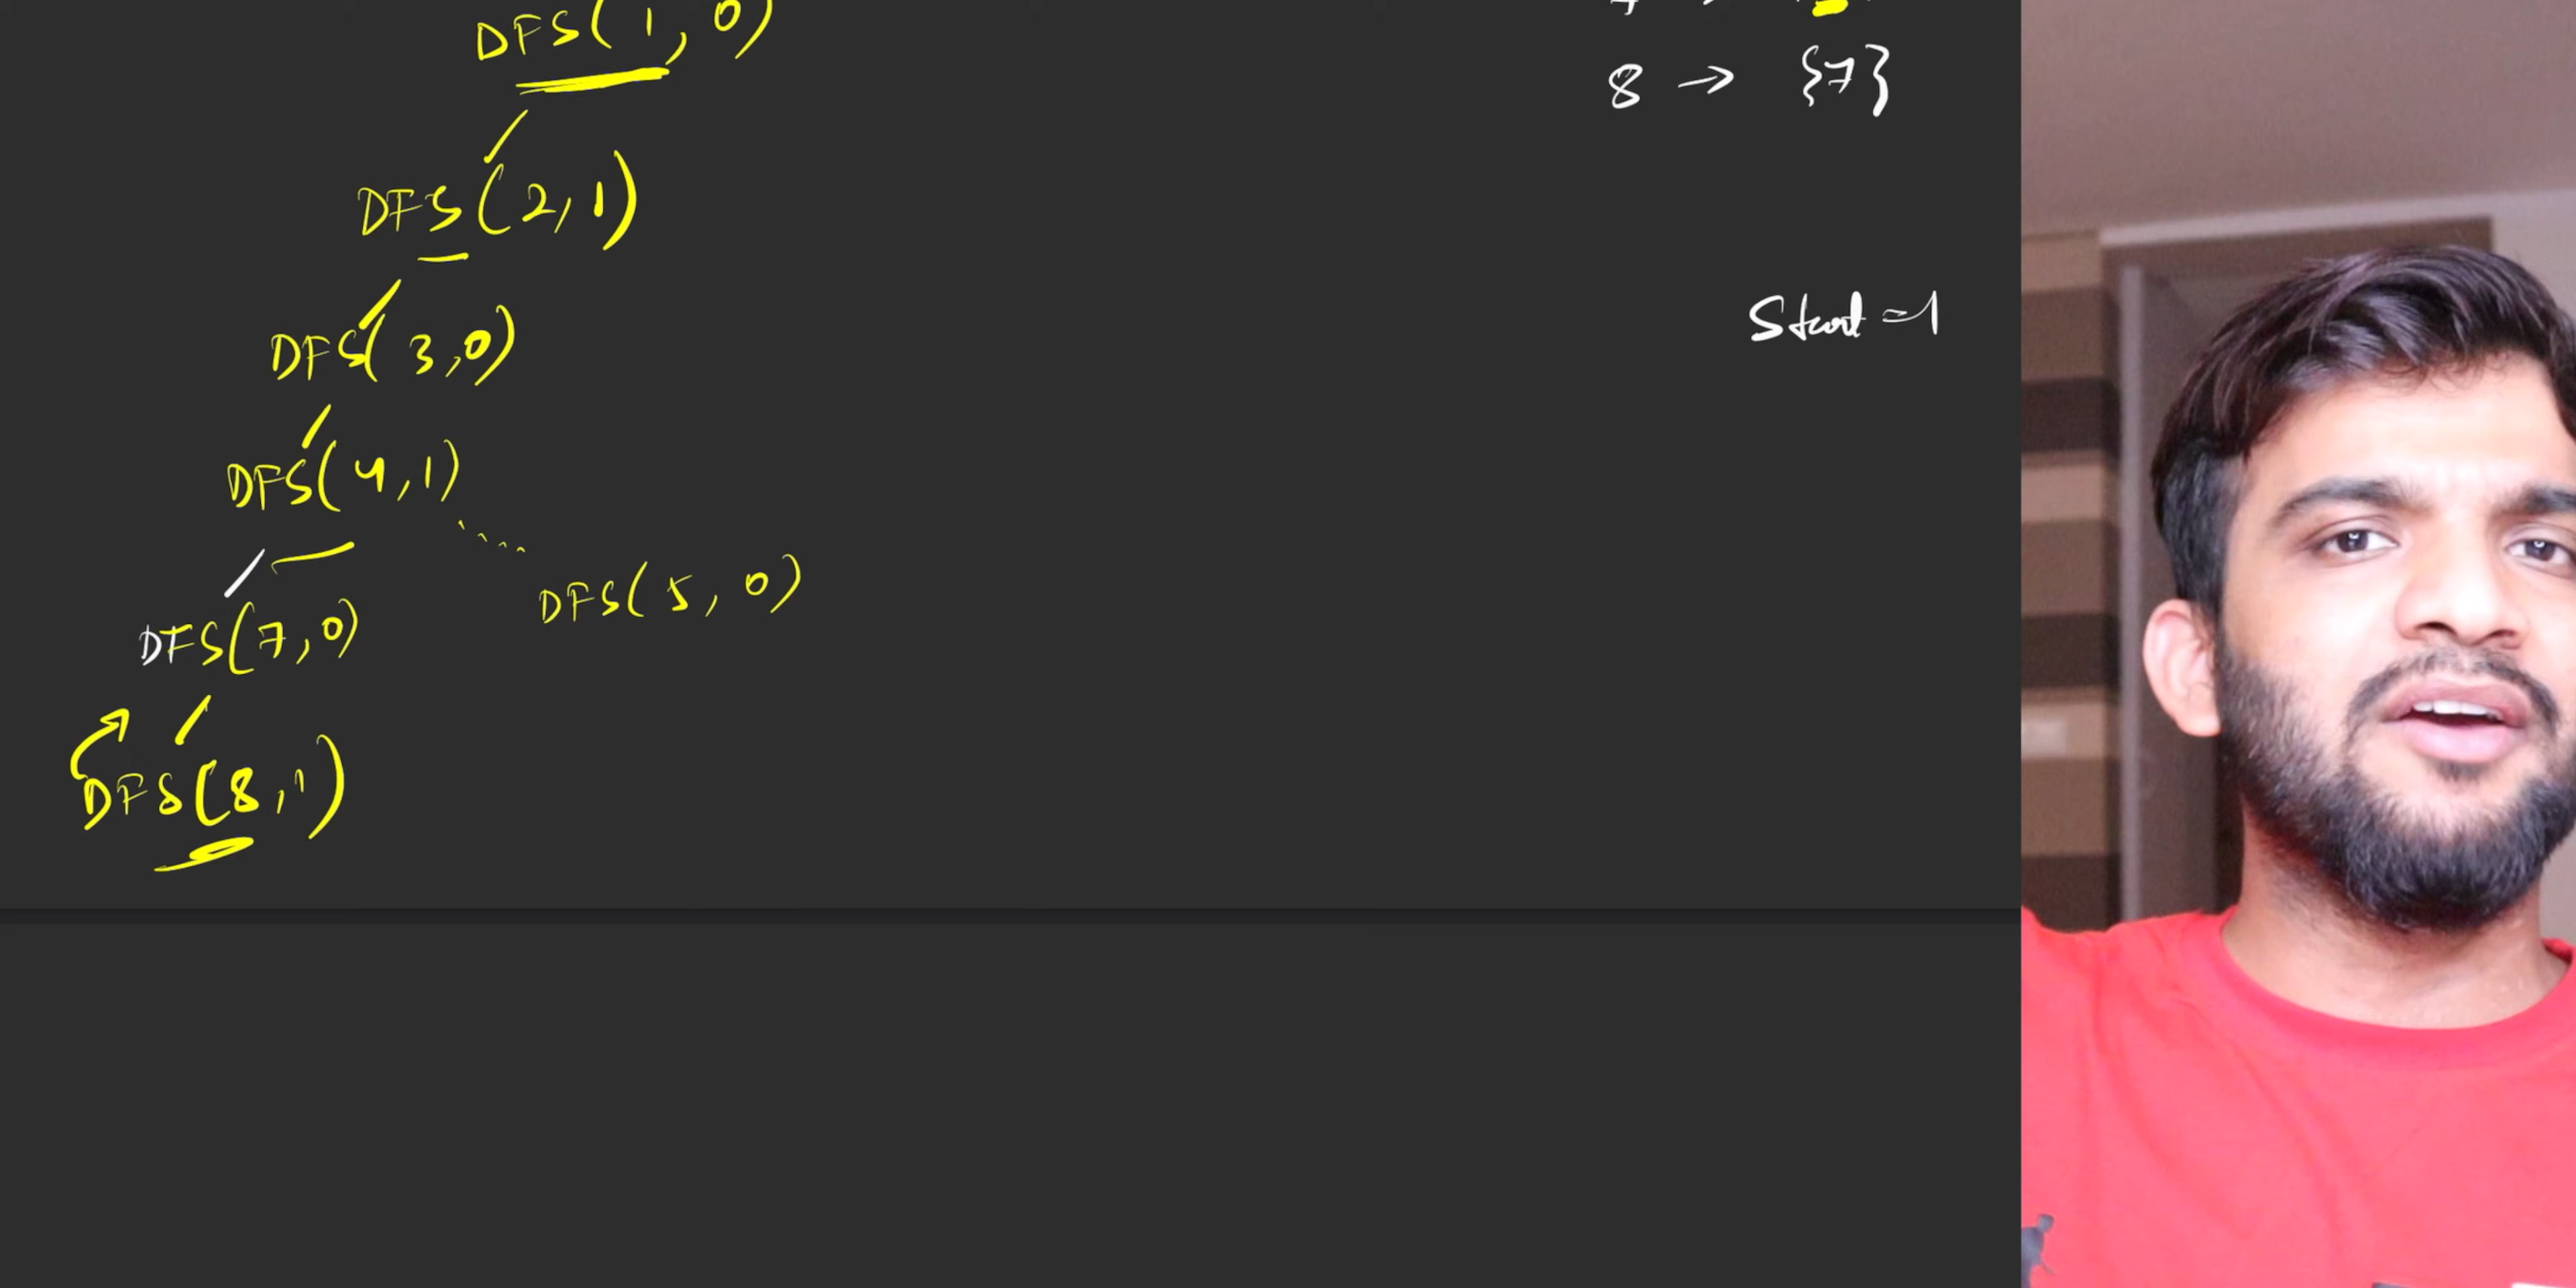 DFS(1, 0)
8 → {7}
DFS(2, 1)
Start = 1
DFS(3, 0)
DFS(4, 1)
DFS(5, 0)
DFS(7, 0)
DFS(8, 1)